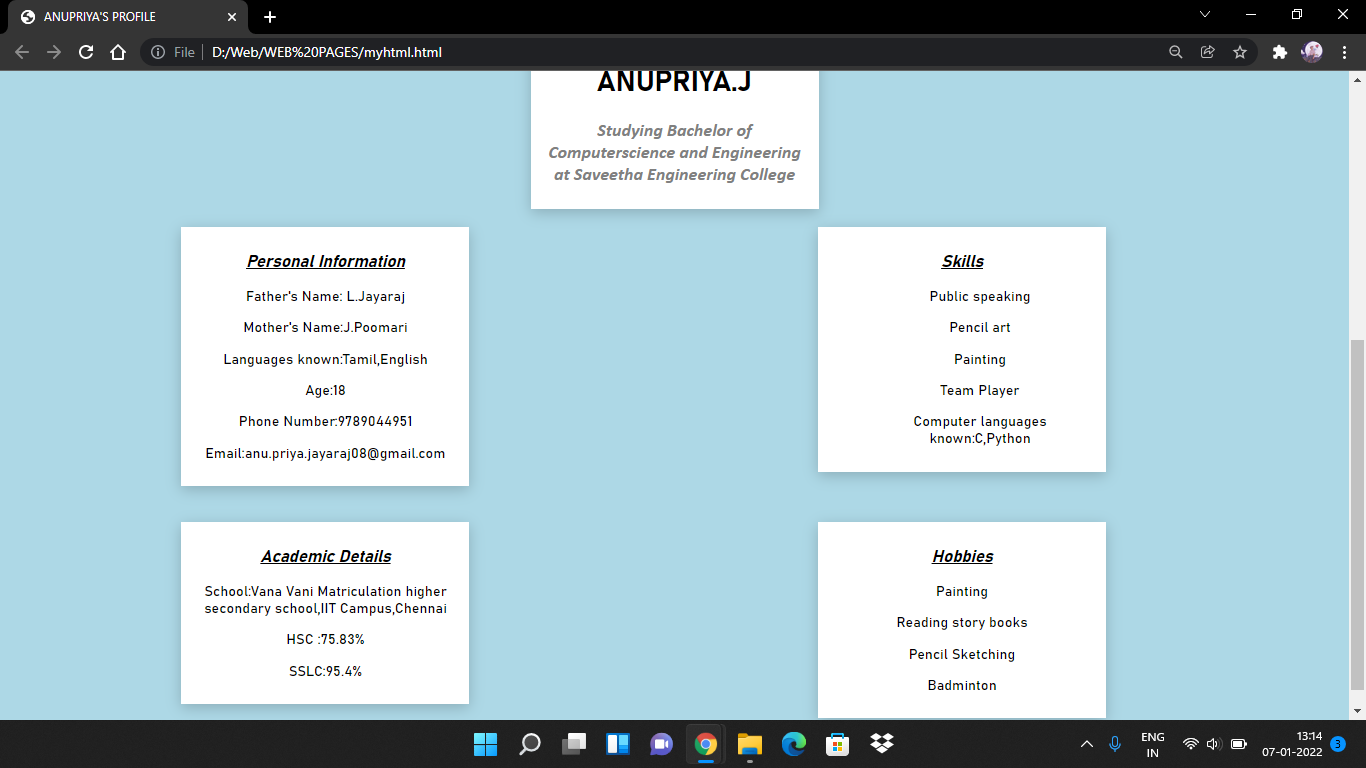 ANUPRIYA'S PROFILE
File
D:/Web/WEB%20PAGES/myhtml.html
ANUPRIYA.J
Studying Bachelor of
Computerscience and Engineering
at Saveetha Engineering College
Personal Information
Father's Name: L.Jayaraj
Mother's Name:J.Poomari
Languages known:Tamil,English
Age:18
Phone Number:9789044951
Email:anu.priya.jayaraj08@gmail.com
Skills
Public speaking
Pencil art
Painting
Team Player
Computer languages
known:C,Python
Academic Details
School:Vana Vani Matriculation higher
secondary school,IIT Campus,Chennai
HSC :75.83%
SSLC:95.4%
Hobbies
Painting
Reading story books
Pencil Sketching
Badminton
ENG
IN
13:14
07-01-2022
3